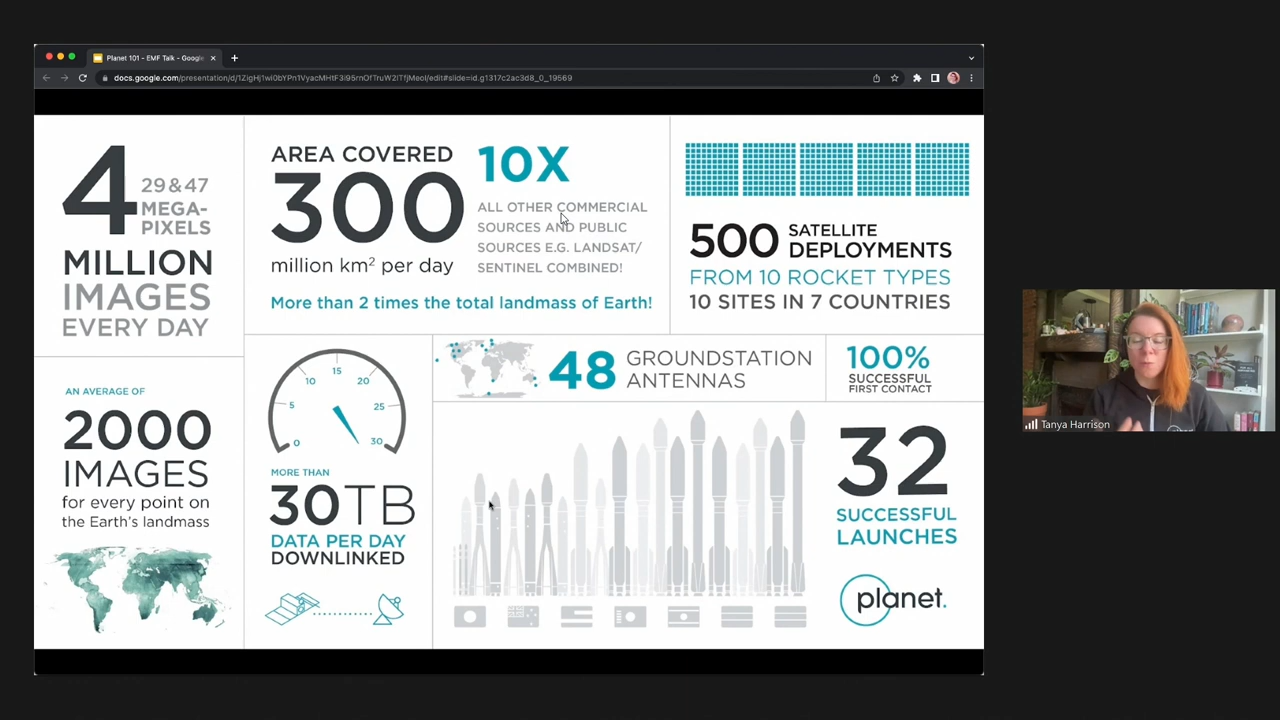 Planet 101 - EMF Talk - Google
docs.google.com/presentation/d/1ZigHj1wI0bYPn1VyacMHtF3i95rnOfTruW2ITfjMeoI/edit#slide=id.g1317c2ac3d8_0_19569
4
29 & 47
MEGA-
PIXELS
MILLION
IMAGES
EVERY DAY
AREA COVERED
300
million km² per day
10X
ALL OTHER COMMERCIAL
SOURCES AND PUBLIC
SOURCES E.G. LANDSAT/
SENTINEL COMBINED!
More than 2 times the total landmass of Earth!
500 SATELLITE
DEPLOYMENTS
FROM 10 ROCKET TYPES
10 SITES IN 7 COUNTRIES
AN AVERAGE OF
2000
IMAGES
for every point on
the Earth's landmass
0
5
10
15
20
25
30
MORE THAN
30TB
DATA PER DAY
DOWNLINKED
48 GROUNDSTATION
ANTENNAS
100%
SUCCESSFUL
FIRST CONTACT
32
SUCCESSFUL
LAUNCHES
planet.
Tanya Harrison